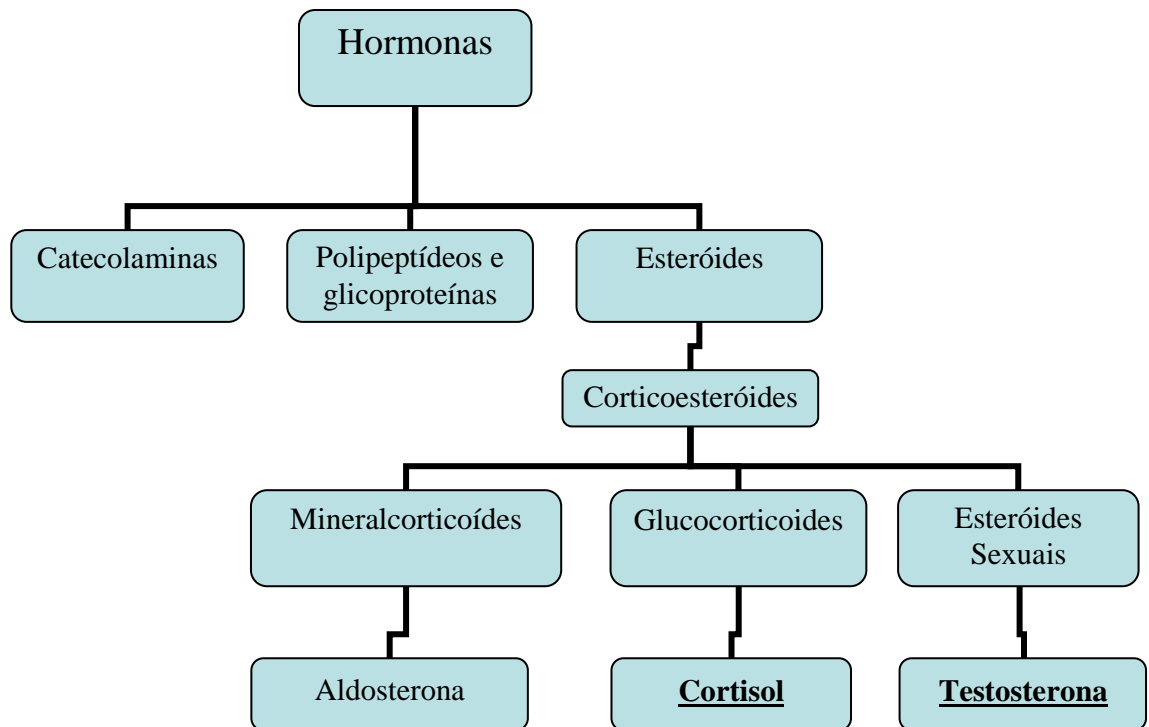 Hormonas
Catecolaminas
Polipeptídeos e
glicoproteínas
Esteróides
Corticoesteróides
Mineralcorticoídes
Glucocorticoides
Esteróides
Sexuais
Aldosterona
Cortisol
Testosterona